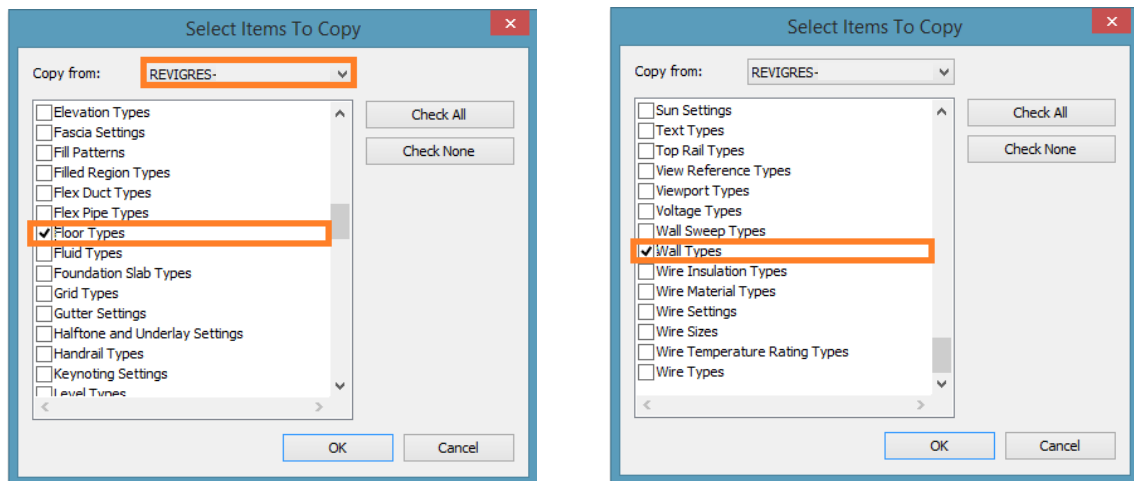 Select Items To Copy
Copy from: REVIGRES-
Elevation Types
Fascia Settings
Fill Patterns
Filled Region Types
Flex Duct Types
Flex Pipe Types
Floor Types
Fluid Types
Foundation Slab Types
Grid Types
Gutter Settings
Halftone and Underlay Settings
Handrail Types
Keynoting Settings
Level Types
Check All
Check None
OK Cancel
Select Items To Copy
Copy from: REVIGRES-
Sun Settings
Text Types
Top Rail Types
View Reference Types
Viewport Types
Voltage Types
Wall Sweep Types
Wall Types
Wire Insulation Types
Wire Material Types
Wire Settings
Wire Sizes
Wire Temperature Rating Types
Wire Types
Check All
Check None
OK Cancel